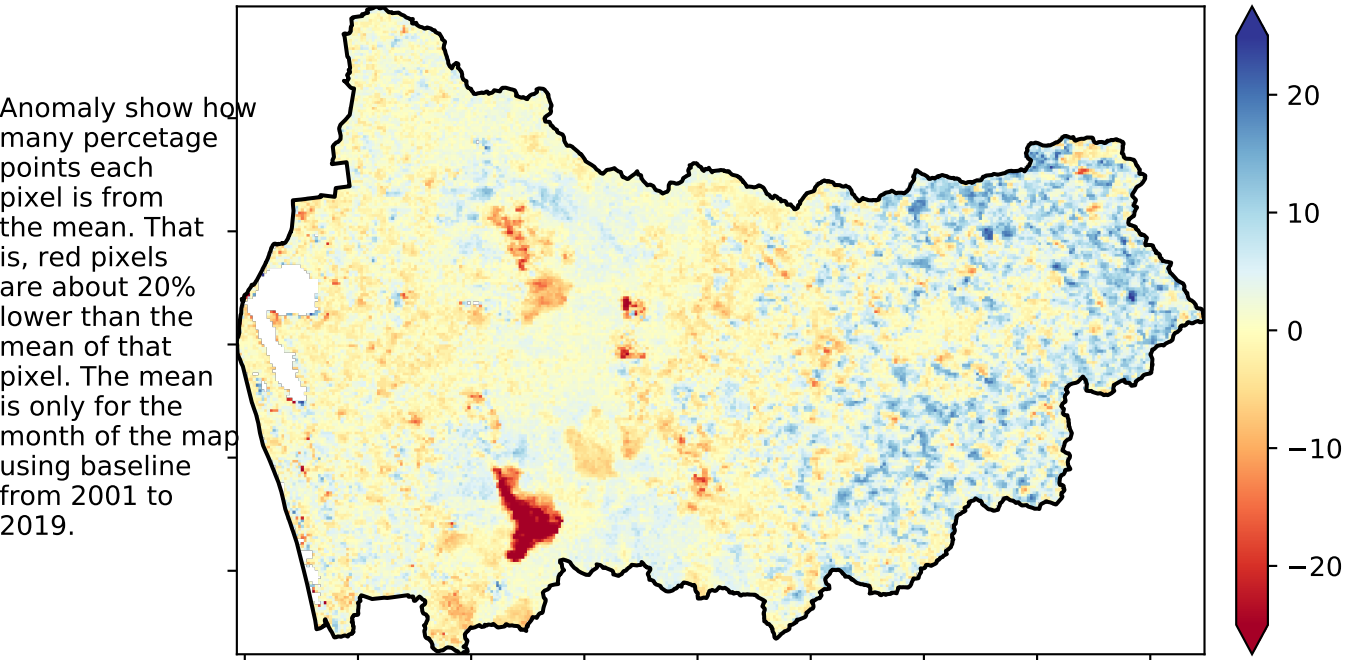 Anomaly show how
many percetage
points each
pixel is from
the mean. That
is, red pixels
are about 20%
lower than the
mean of that
pixel. The mean
is only for the
month of the map
using baseline
from 2001 to
2019.
20
10
0
−10
−20